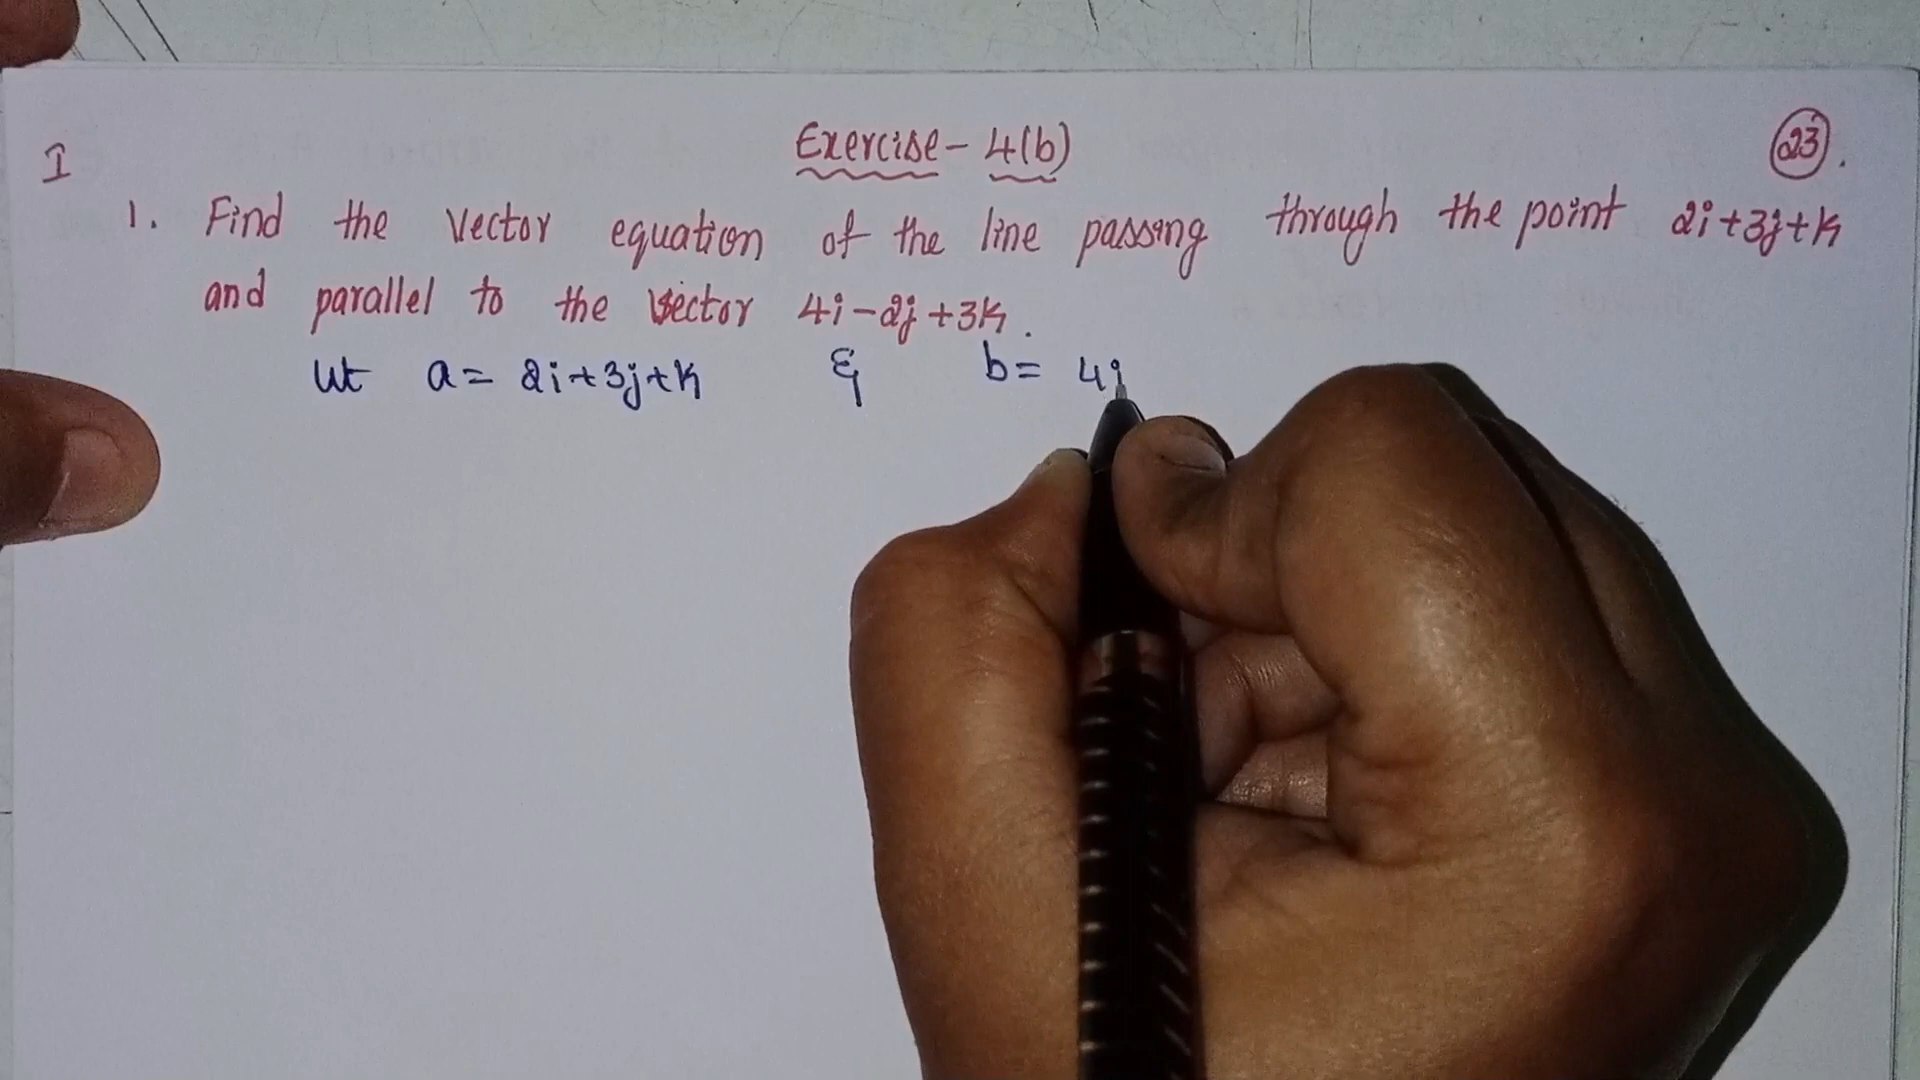 Exercise - 4(b)
23.
I
1. Find the vector equation of the line passing through the point 2i+3j+k
and parallel to the vector 4i-2j+3k.
Let a = 2i+3j+k & b = 4i